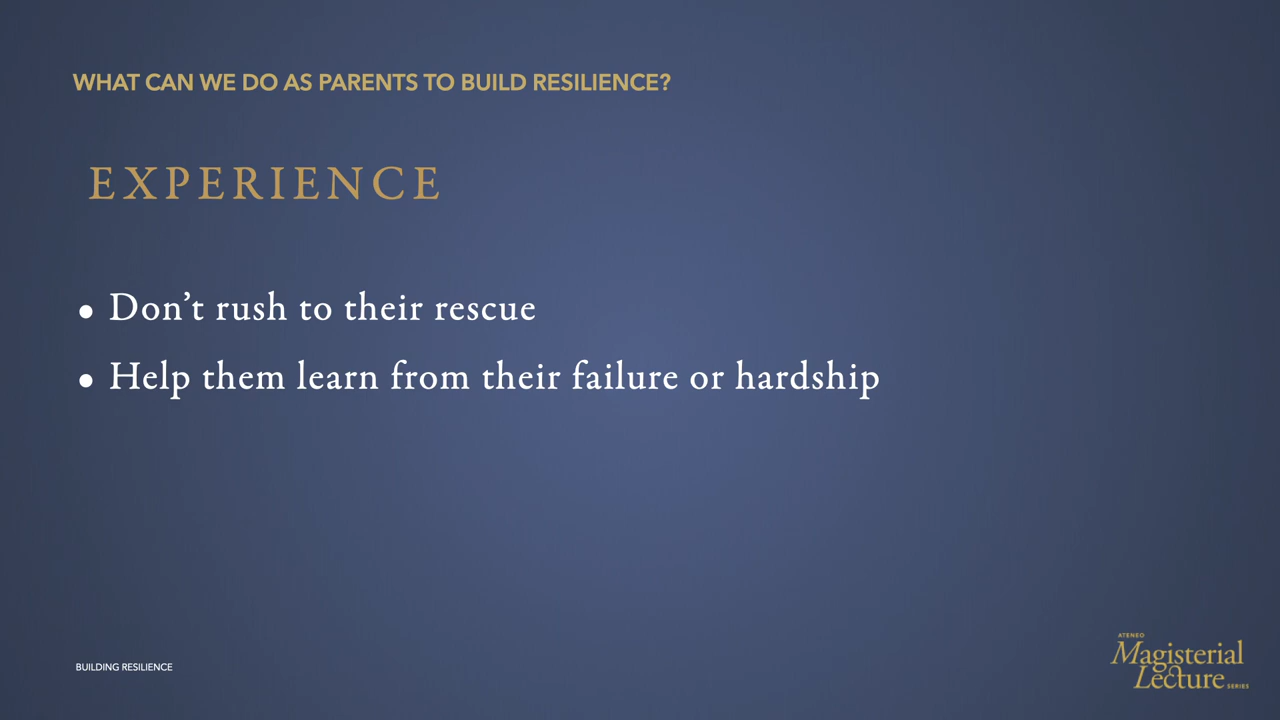 WHAT CAN WE DO AS PARENTS TO BUILD RESILIENCE?
EXPERIENCE
• Don’t rush to their rescue
• Help them learn from their failure or hardship
BUILDING RESILIENCE
ATENEO
Magisterial
Lecture SERIES